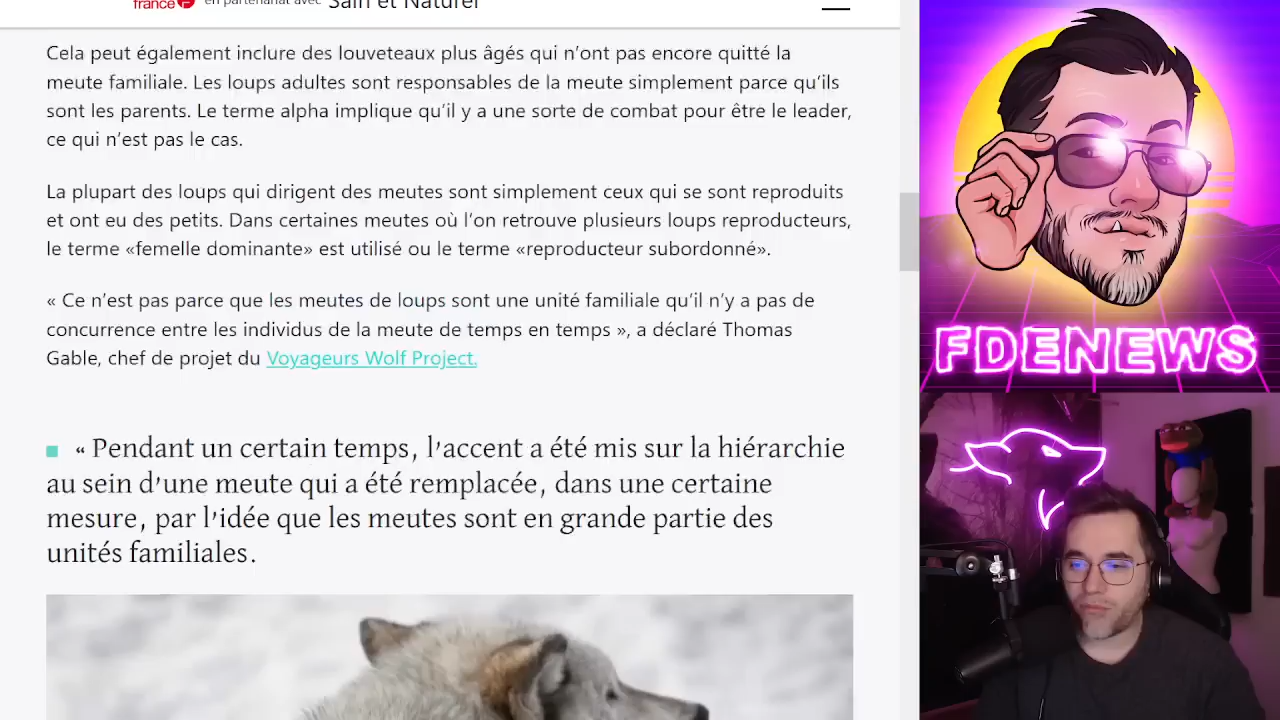 france
en partenariat avec Sain et Naturel
Cela peut également inclure des louveteaux plus âgés qui n’ont pas encore quitté la
meute familiale. Les loups adultes sont responsables de la meute simplement parce qu’ils
sont les parents. Le terme alpha implique qu’il y a une sorte de combat pour être le leader,
ce qui n’est pas le cas.
La plupart des loups qui dirigent des meutes sont simplement ceux qui se sont reproduits
et ont eu des petits. Dans certaines meutes où l’on retrouve plusieurs loups reproducteurs,
le terme «femelle dominante» est utilisé ou le terme «reproducteur subordonné».
« Ce n’est pas parce que les meutes de loups sont une unité familiale qu’il n’y a pas de
concurrence entre les individus de la meute de temps en temps », a déclaré Thomas
Gable, chef de projet du Voyageurs Wolf Project.
« Pendant un certain temps, l’accent a été mis sur la hiérarchie
au sein d’une meute qui a été remplacée, dans une certaine
mesure, par l’idée que les meutes sont en grande partie des
unités familiales.
FDENEWS